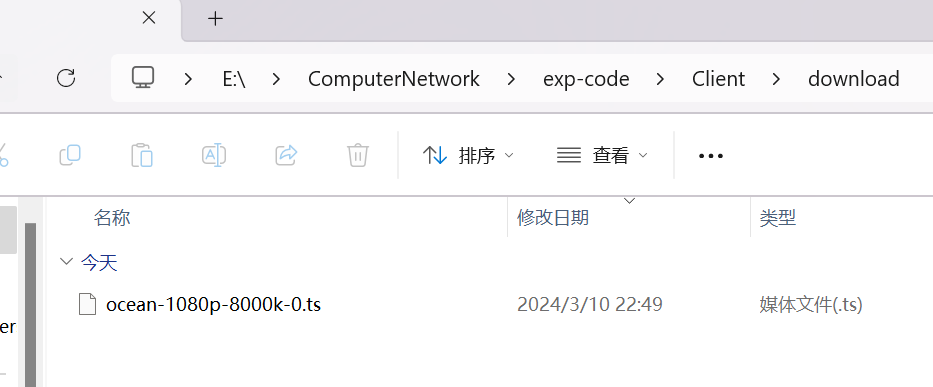 E:\ > ComputerNetwork > exp-code > Client > download
排序 查看
名称 修改日期 类型
今天
ocean-1080p-8000k-0.ts 2024/3/10 22:49 媒体文件(.ts)
er